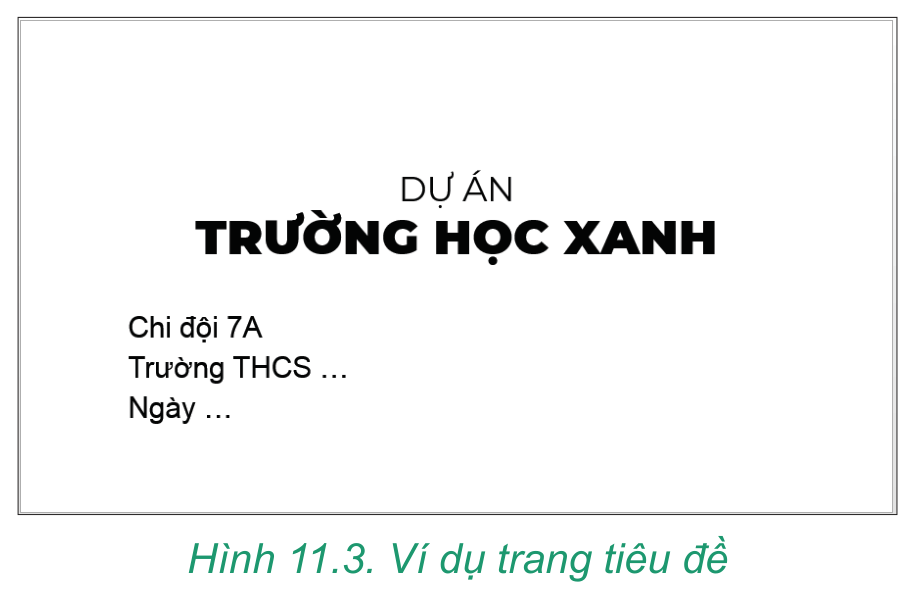 DỰ ÁN
TRƯỜNG HỌC XANH
Chi đội 7A
Trường THCS ...
Ngày ...
Hình 11.3. Ví dụ trang tiêu đề